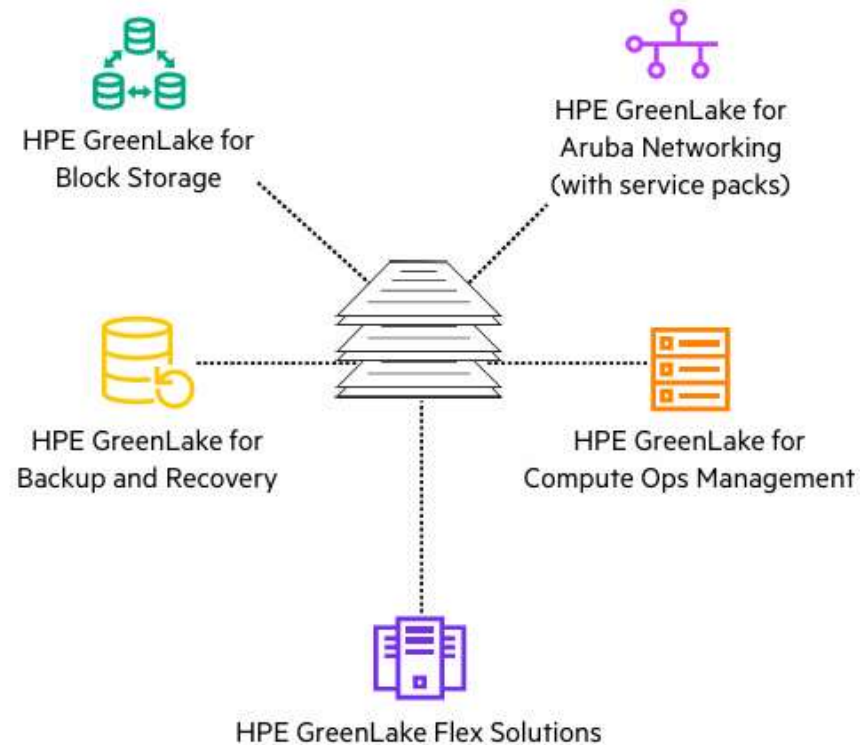 HPE GreenLake for
Block Storage
HPE GreenLake for
Aruba Networking
(with service packs)
HPE GreenLake for
Backup and Recovery
HPE GreenLake for
Compute Ops Management
HPE GreenLake Flex Solutions